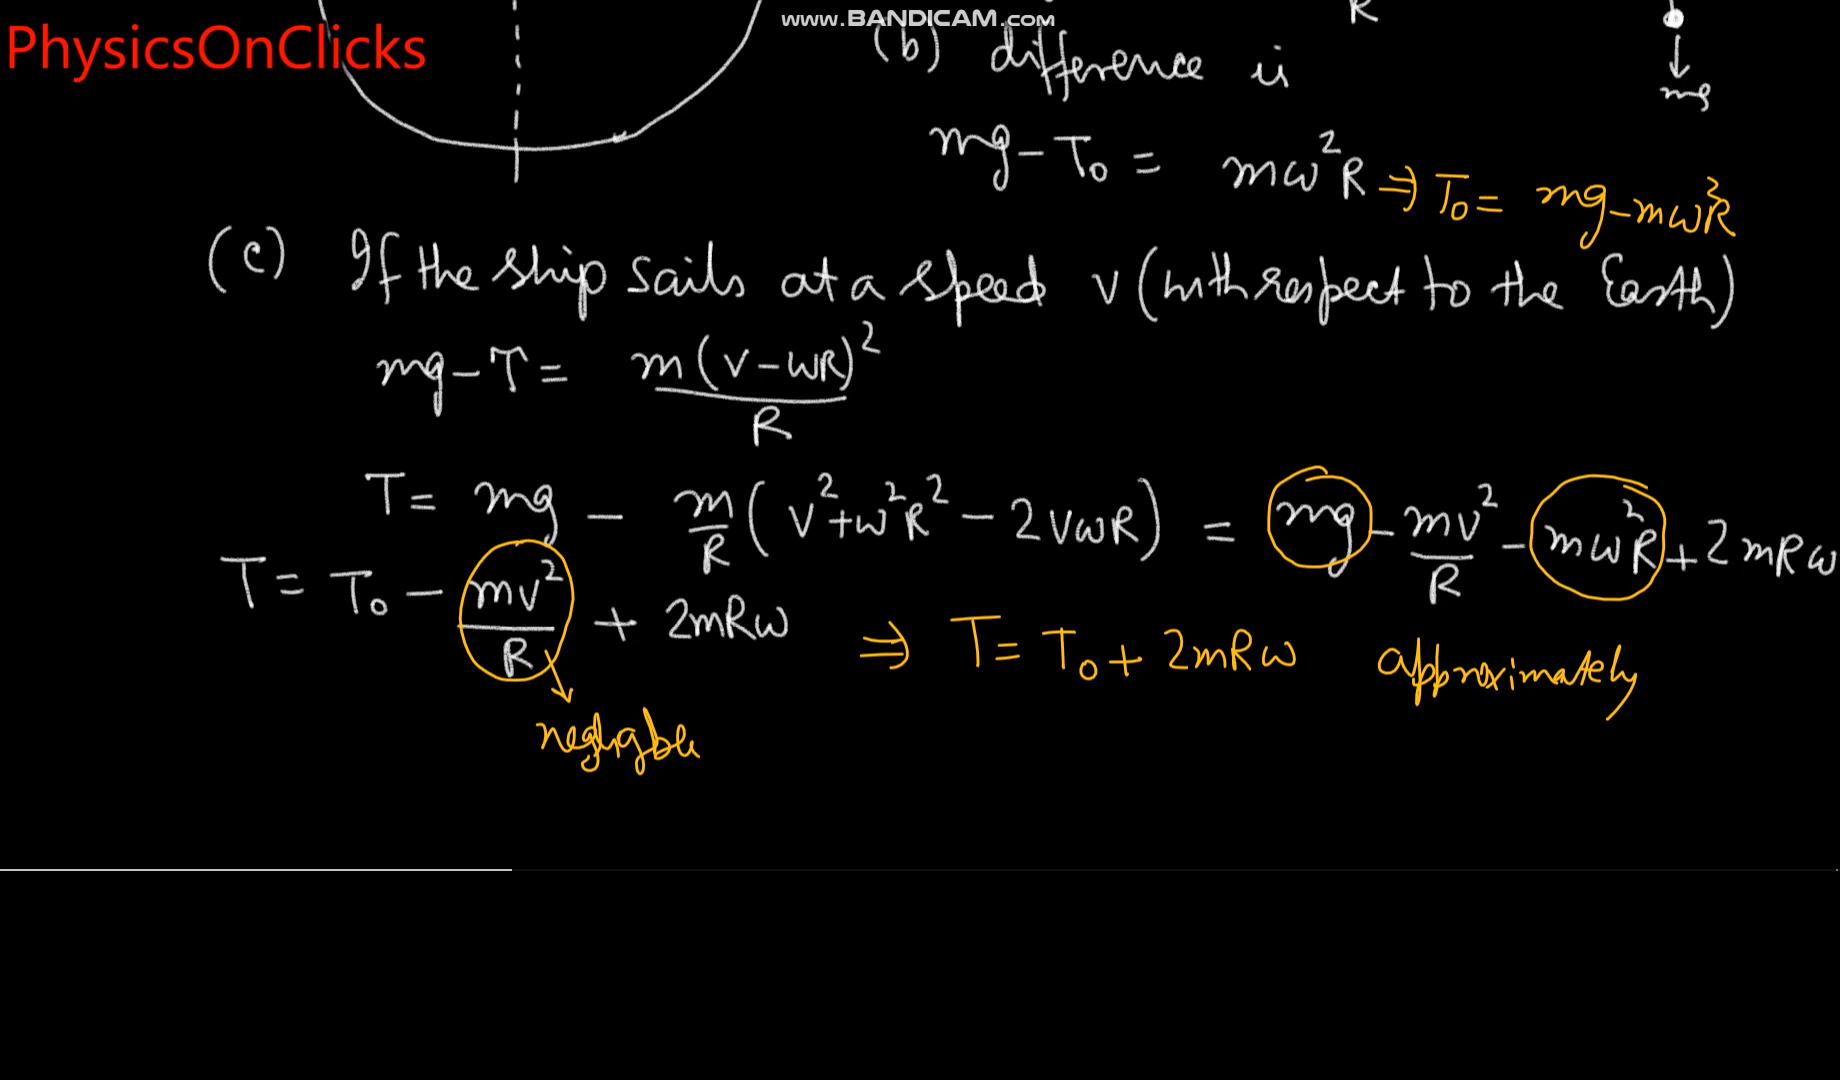 www.BANDICAM.com
PhysicsOnClicks
R
(b) difference is
mg
mg - T₀ = mω²R ⇒ T₀ = mg - mω²R
(c) If the ship sails at a speed v (with respect to the Earth)
mg - T = m(v - ωR)² / R
T = mg - m/R (v² + ω²R² - 2vωR) = mg - mv²/R - mω²R + 2mRω
T = T₀ - mv²/R + 2mRω ⇒ T = T₀ + 2mRω approximately
negligble